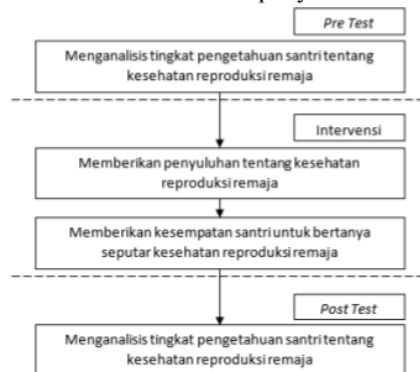 Pre Test
Menganalisis tingkat pengetahuan santri tentang
kesehatan reproduksi remaja
Intervensi
Memberikan penyuluhan tentang kesehatan
reproduksi remaja
Memberikan kesempatan santri untuk bertanya
seputar kesehatan reproduksi remaja
Post Test
Menganalisis tingkat pengetahuan santri tentang
kesehatan reproduksi remaja